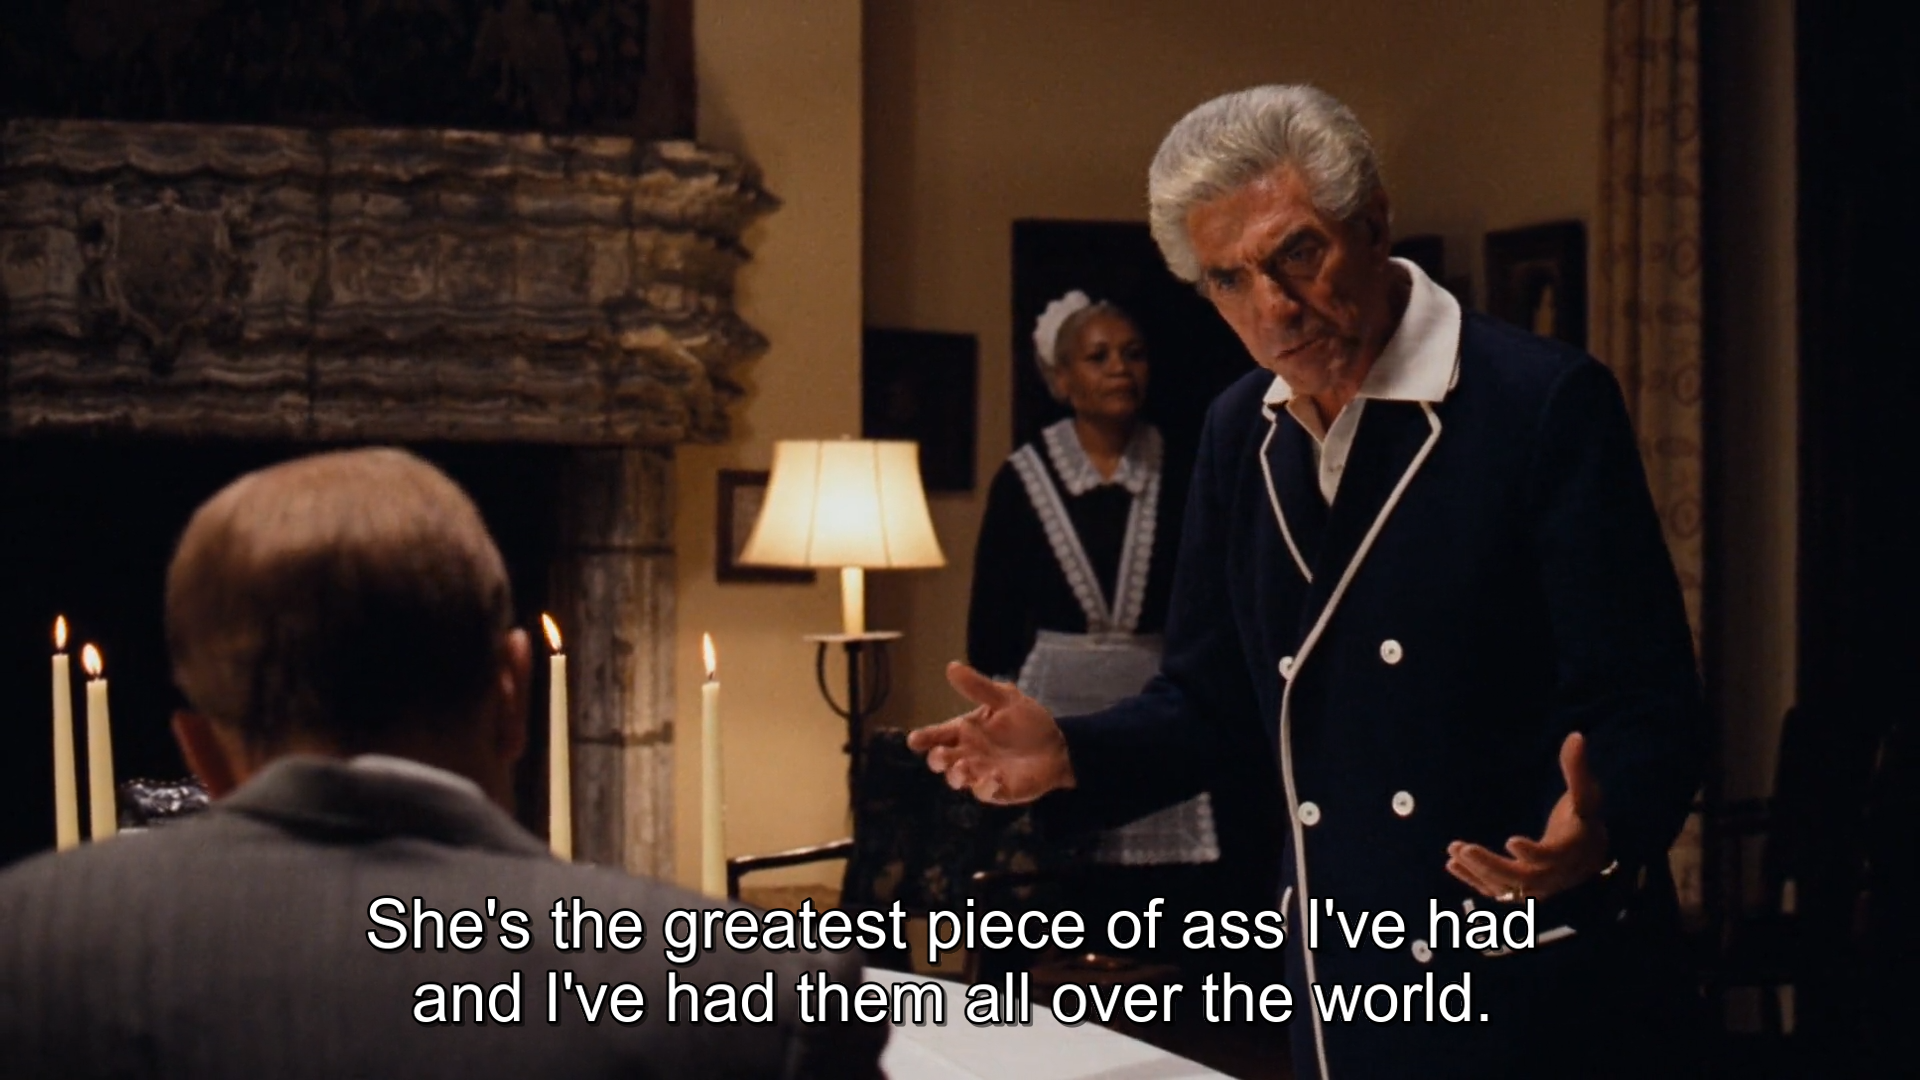 She's the greatest piece of ass I've had
and I've had them all over the world.